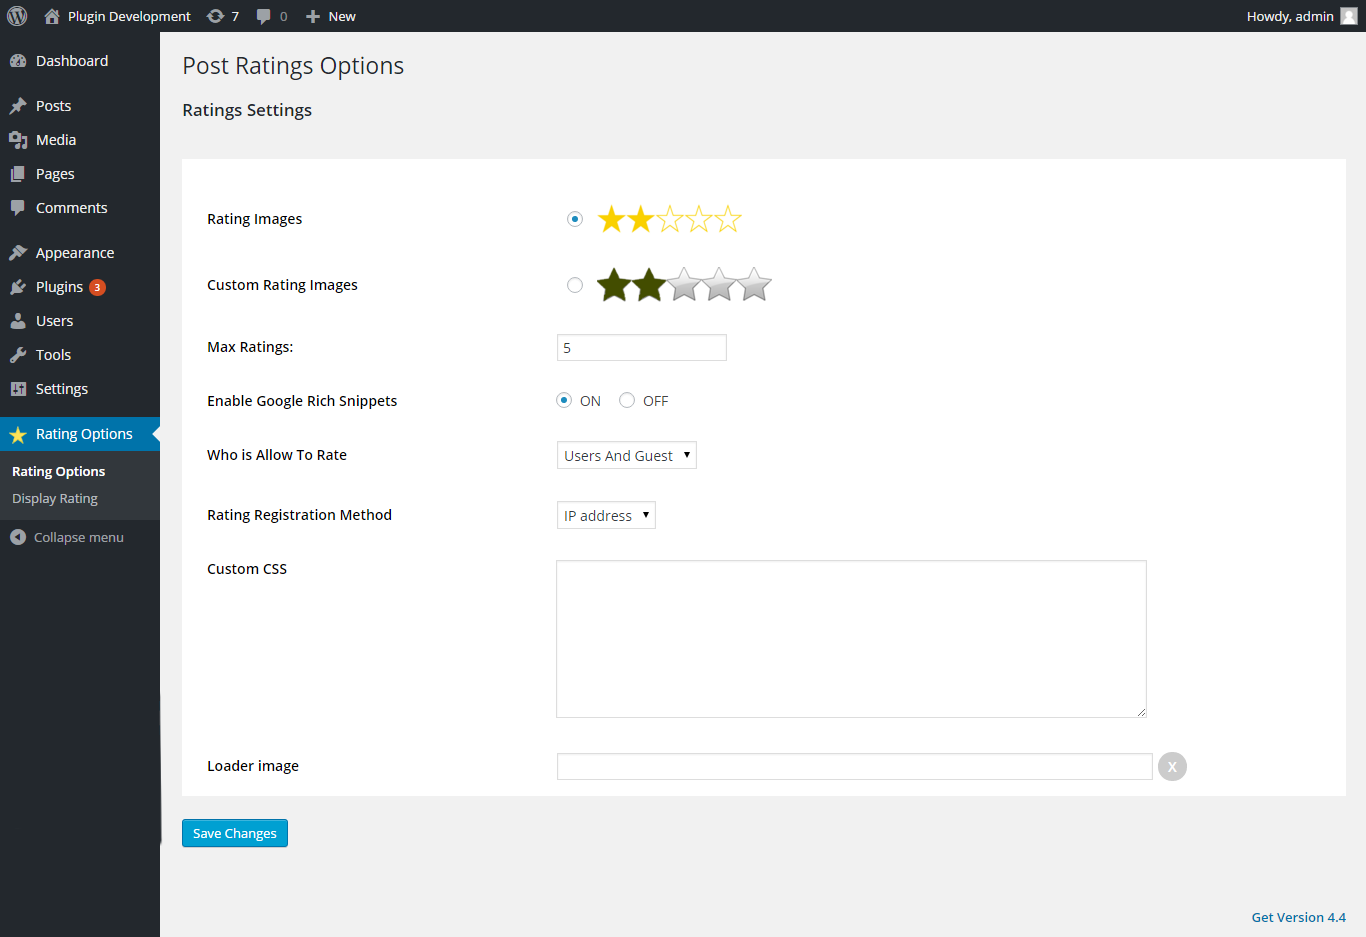 Plugin Development 7 0 New Howdy, admin
Dashboard
Posts
Media
Pages
Comments
Appearance
Plugins 3
Users
Tools
Settings
Rating Options
Rating Options
Display Rating
Collapse menu
Post Ratings Options
Ratings Settings
Rating Images
Custom Rating Images
Max Ratings: 5
Enable Google Rich Snippets ON OFF
Who is Allow To Rate Users And Guest
Rating Registration Method IP address
Custom CSS
Loader image X
Save Changes
Get Version 4.4